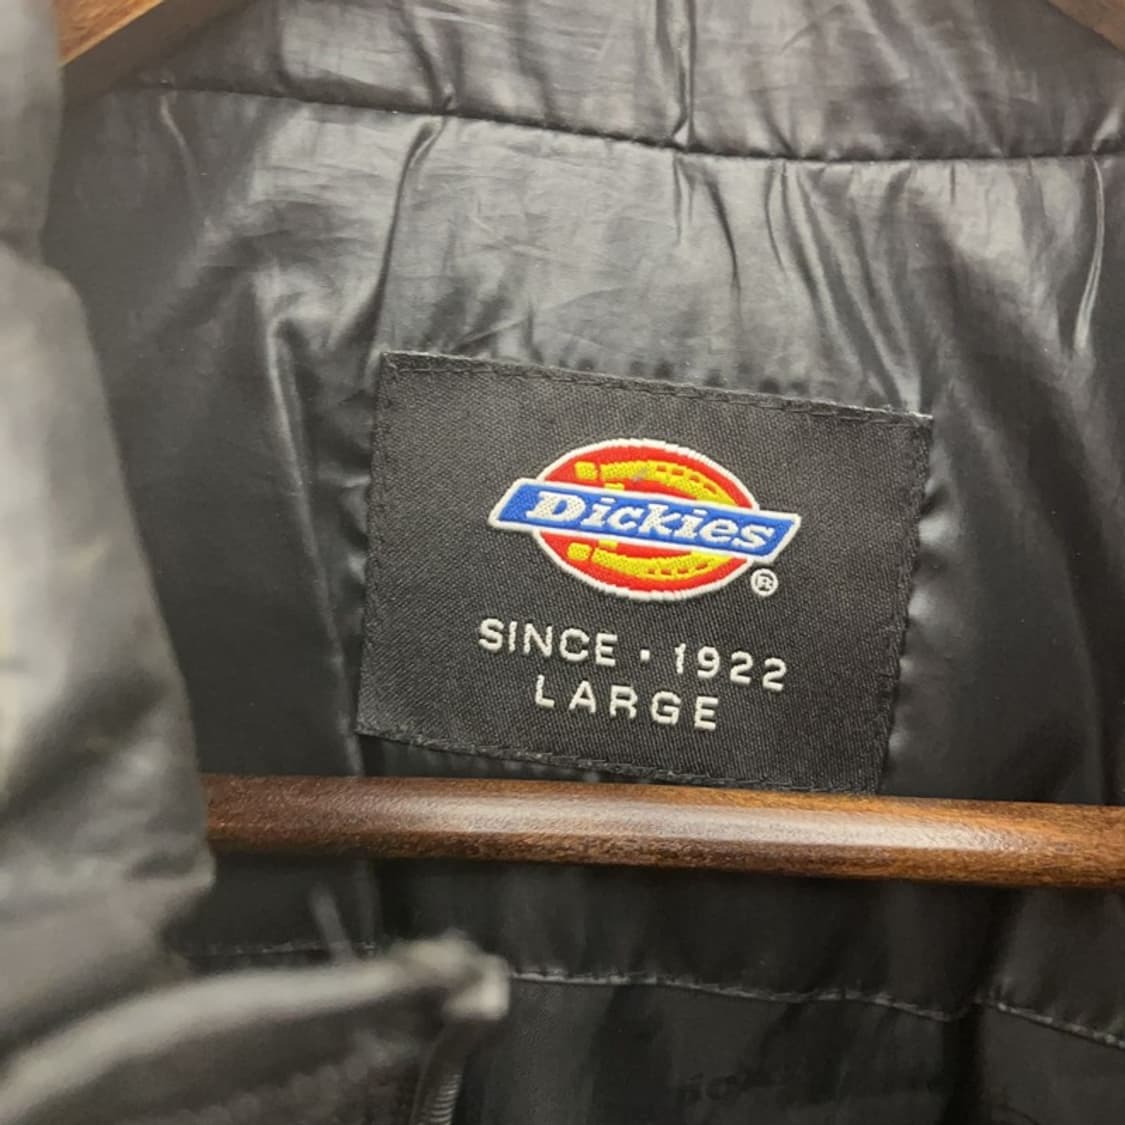 Dickies
®
SINCE · 1922
LARGE